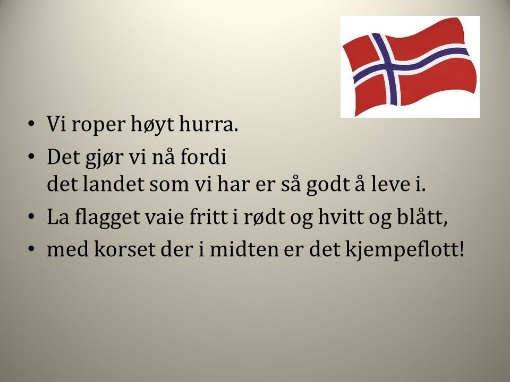 • Vi roper høyt hurra.
• Det gjør vi nå fordi
det landet som vi har er så godt å leve i.
• La flagget vaie fritt i rødt og hvitt og blått,
• med korset der i midten er det kjempeflott!